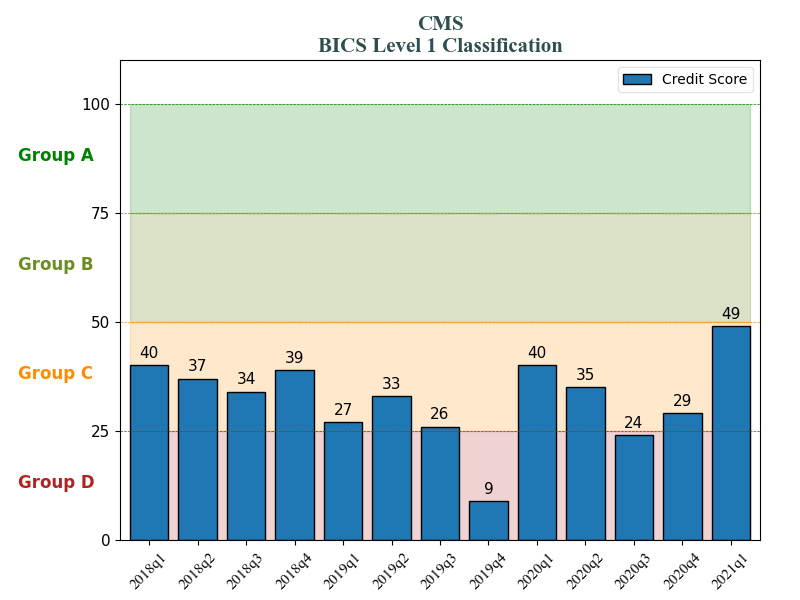 CMS
BICS Level 1 Classification
Credit Score
100
Group A
75
Group B
50
49
40
37
34
39
27
33
26
9
40
35
24
29
Group C
25
Group D
0
2018q1 2018q2 2018q3 2018q4 2019q1 2019q2 2019q3 2019q4 2020q1 2020q2 2020q3 2020q4 2021q1